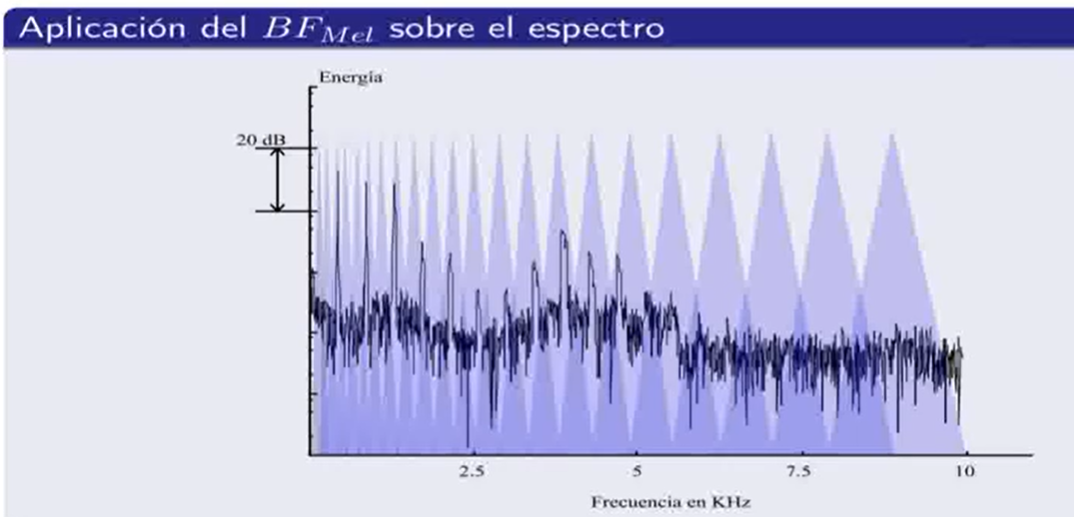 Aplicación del BF_Mel sobre el espectro
Energía
20 dB
2.5 5 7.5 10
Frecuencia en KHz